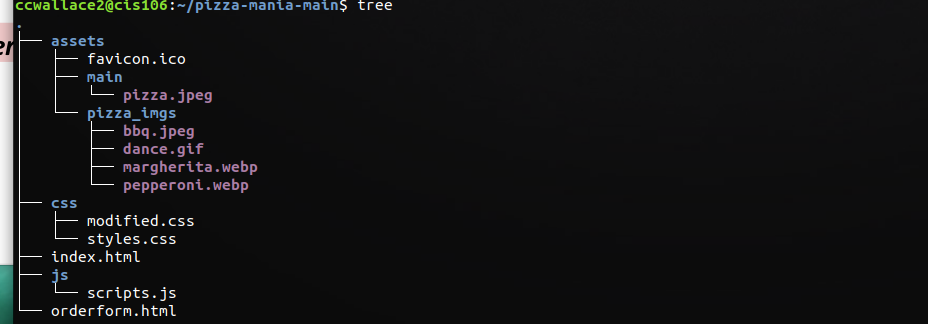 ccwallace2@cis106:~/pizza-mania-main$ tree
.
├── assets
│   ├── favicon.ico
│   ├── main
│   │   └── pizza.jpeg
│   └── pizza_imgs
│       ├── bbq.jpeg
│       ├── dance.gif
│       ├── margherita.webp
│       └── pepperoni.webp
├── css
│   ├── modified.css
│   └── styles.css
├── index.html
├── js
│   └── scripts.js
└── orderform.html